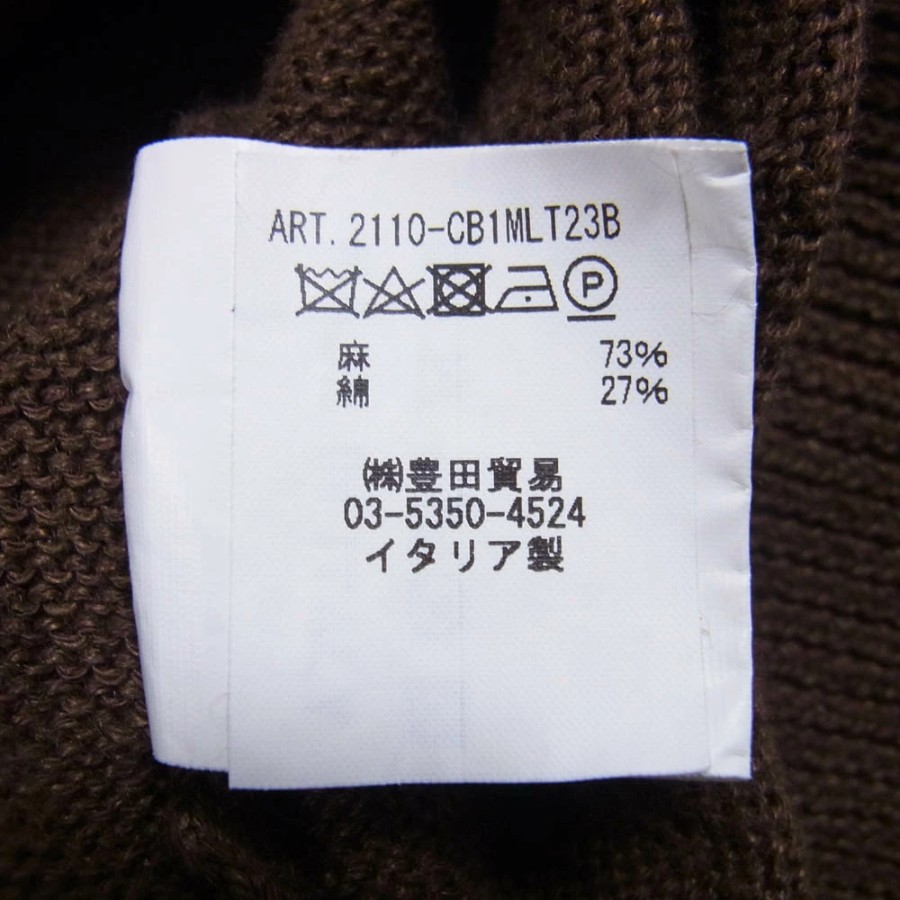 ART. 2110-CB1MLT23B
P
麻 73%
綿 27%
㈱豊田貿易
03-5350-4524
イタリア製